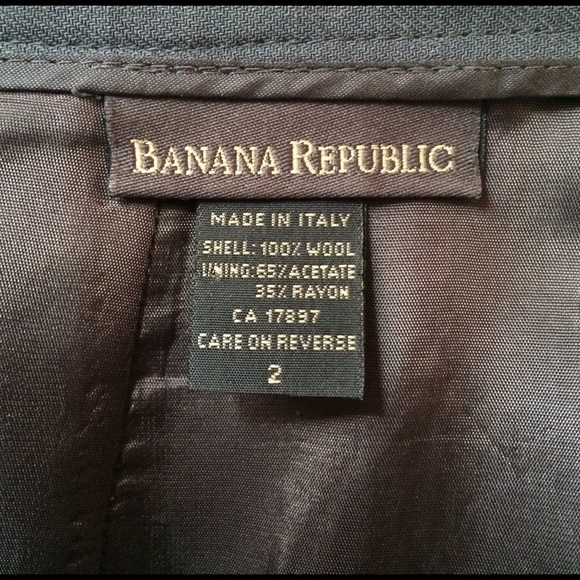 BANANA REPUBLIC
MADE IN ITALY
SHELL: 100% WOOL
LINING: 65% ACETATE
35% RAYON
CA 17897
CARE ON REVERSE
2